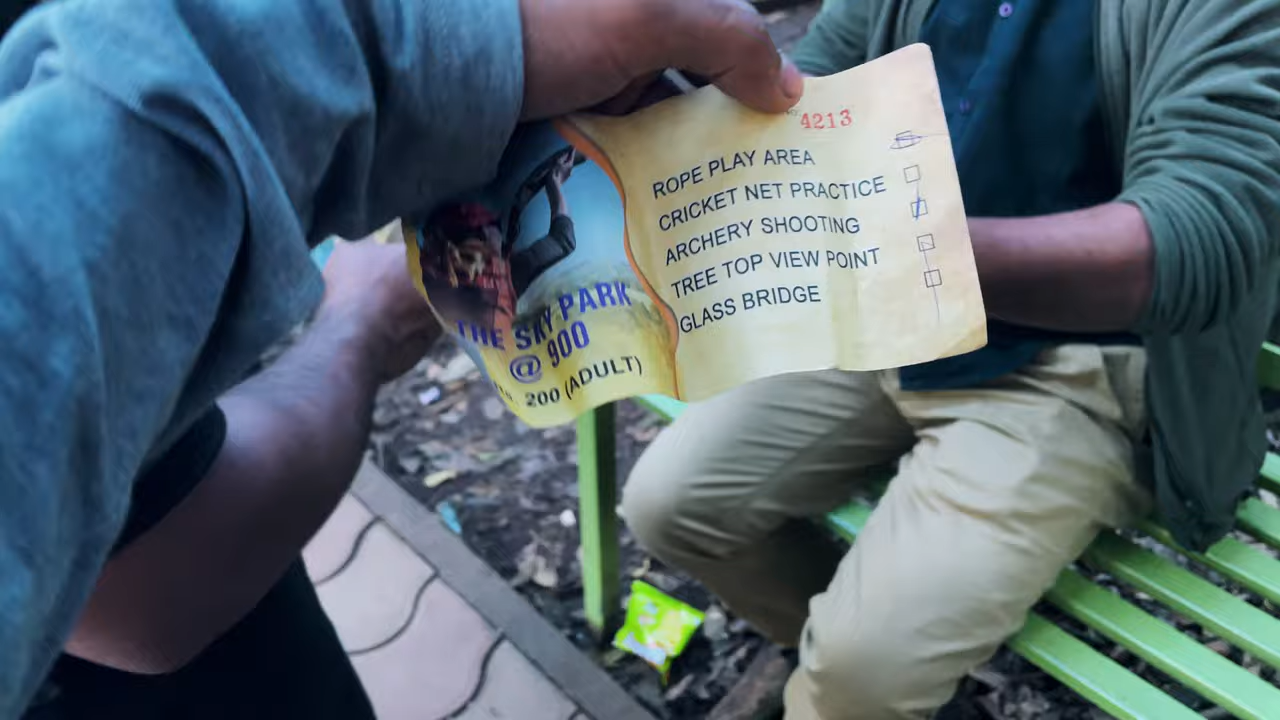 No 4213
ROPE PLAY AREA
CRICKET NET PRACTICE
ARCHERY SHOOTING
TREE TOP VIEW POINT
GLASS BRIDGE
THE SKY PARK
@ 900
200 (ADULT)